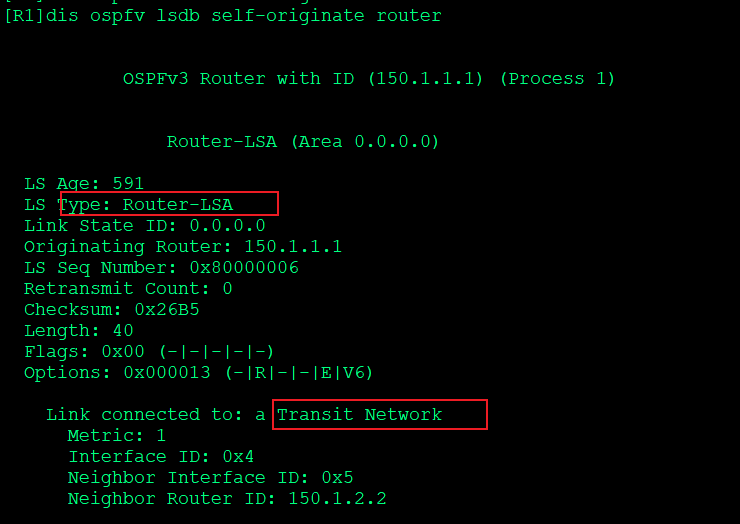 [R1]dis ospfv lsdb self-originate router
OSPFv3 Router with ID (150.1.1.1) (Process 1)
Router-LSA (Area 0.0.0.0)
LS Age: 591
LS Type: Router-LSA
Link State ID: 0.0.0.0
Originating Router: 150.1.1.1
LS Seq Number: 0x80000006
Retransmit Count: 0
Checksum: 0x26B5
Length: 40
Flags: 0x00 (-|-|-|-|-)
Options: 0x000013 (-|R|-|-|E|V6)
Link connected to: a Transit Network
Metric: 1
Interface ID: 0x4
Neighbor Interface ID: 0x5
Neighbor Router ID: 150.1.2.2